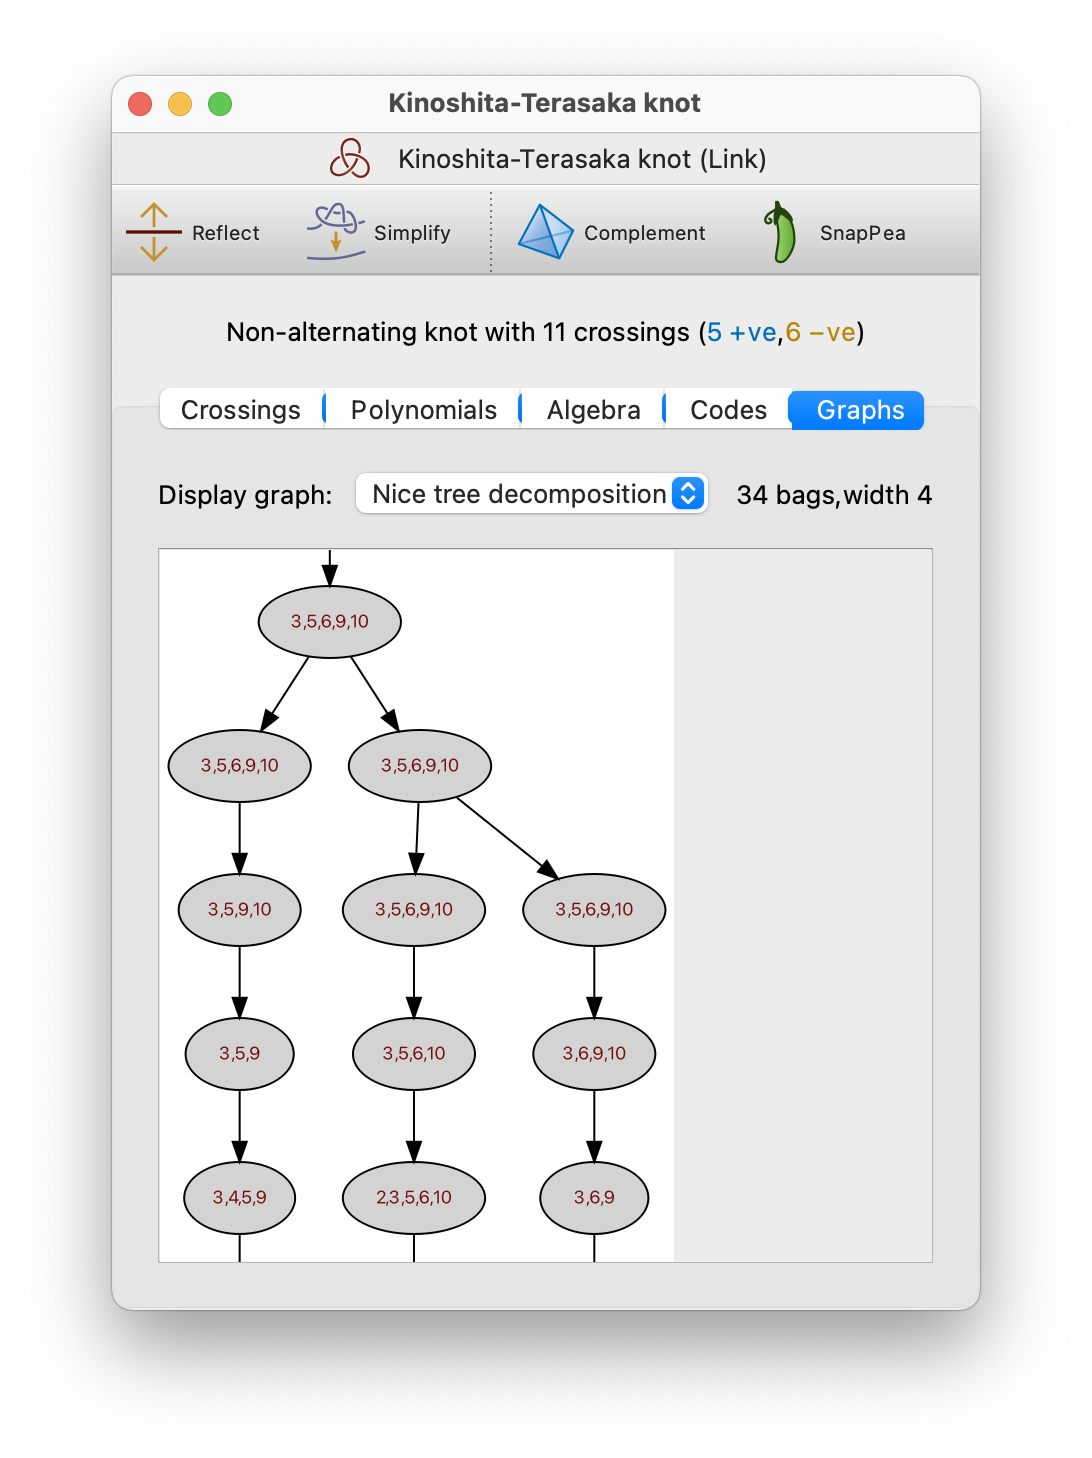 Kinoshita-Terasaka knot
Kinoshita-Terasaka knot (Link)
Reflect Simplify Complement SnapPea
Non-alternating knot with 11 crossings (5 +ve,6 −ve)
Crossings Polynomials Algebra Codes Graphs
Display graph: Nice tree decomposition 34 bags,width 4
3,5,6,9,10
3,5,6,9,10 3,5,6,9,10
3,5,9,10 3,5,6,9,10 3,5,6,9,10
3,5,9 3,5,6,10 3,6,9,10
3,4,5,9 2,3,5,6,10 3,6,9